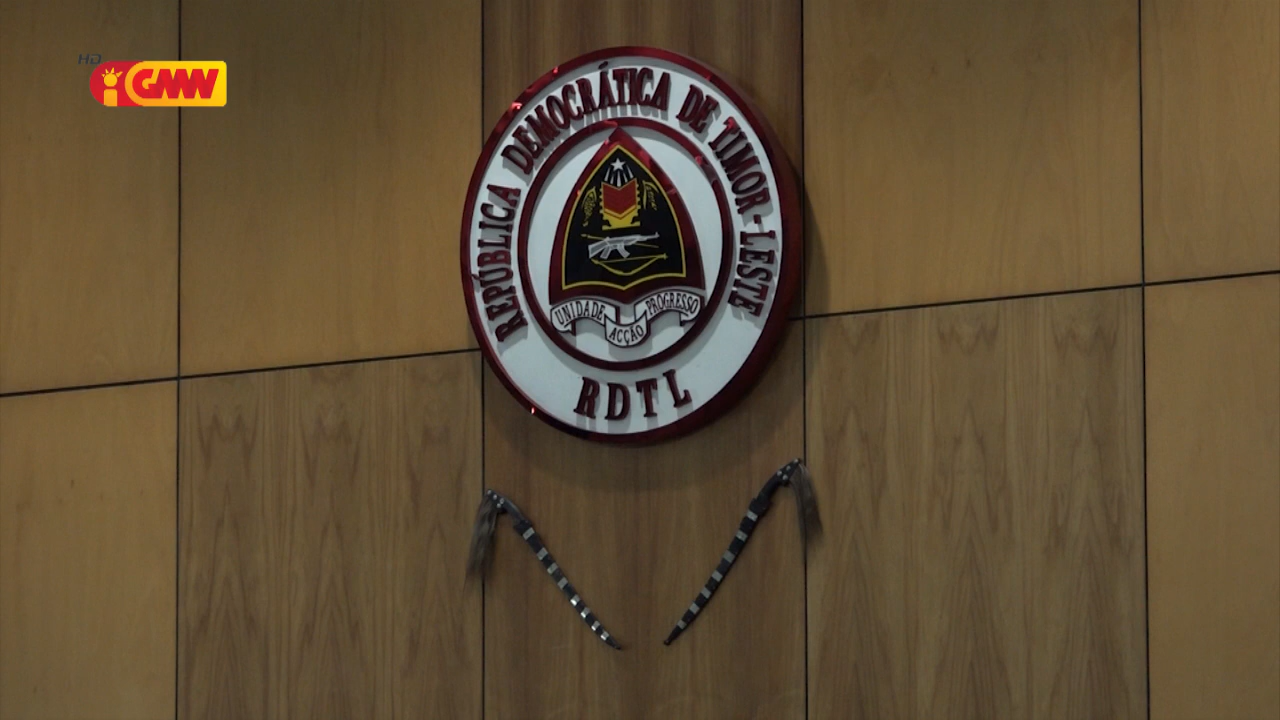 HD
GMN
REPÚBLICA DEMOCRÁTICA DE TIMOR-LESTE
UNIDADE ACÇÃO PROGRESSO
RDTL